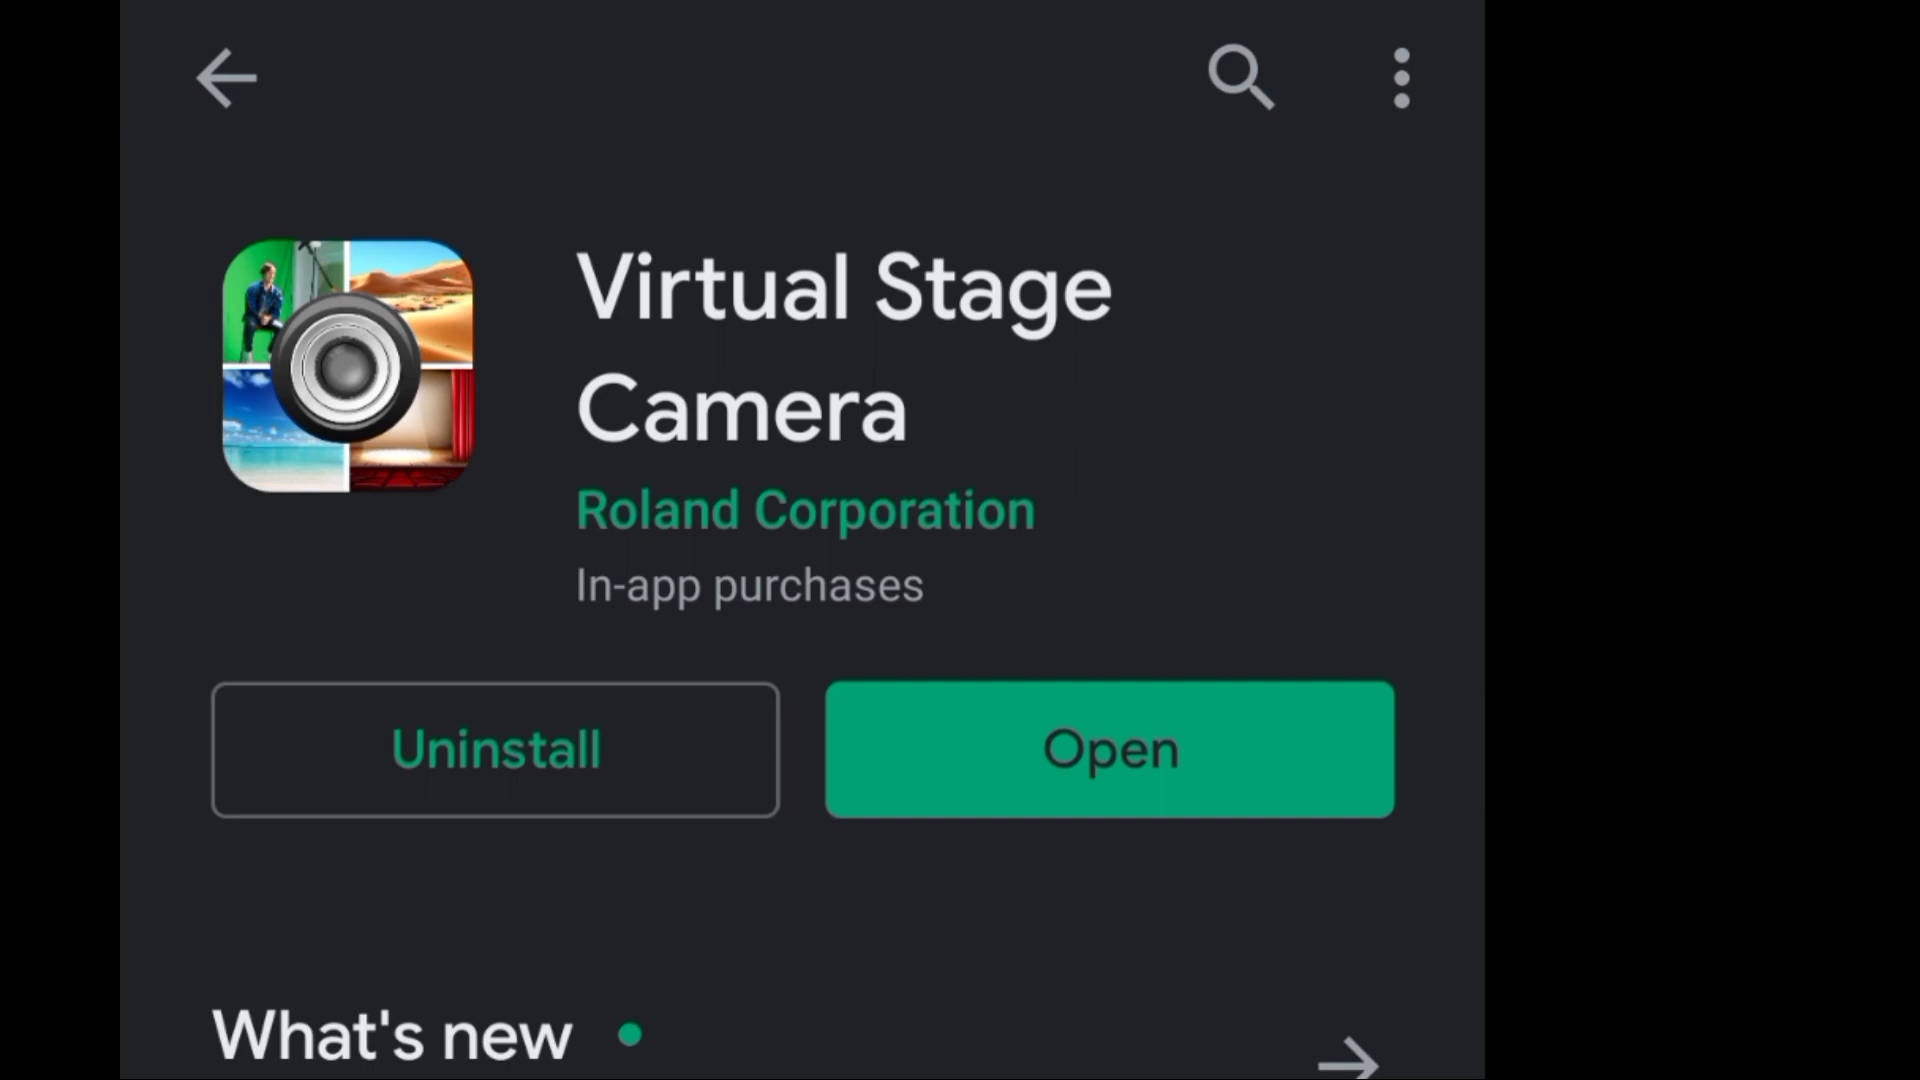 Virtual Stage
Camera
Roland Corporation
In-app purchases
Uninstall
Open
What's new